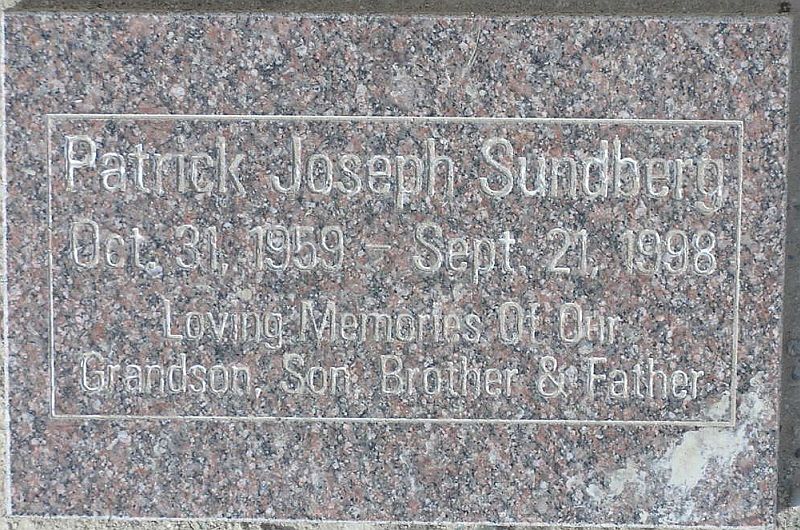 Patrick Joseph Sundberg
Oct. 31, 1959 – Sept. 21, 1998
Loving Memories Of Our
Grandson, Son, Brother & Father